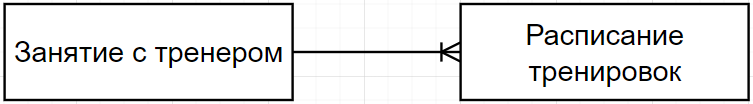 Занятие с тренером
Расписание
тренировок